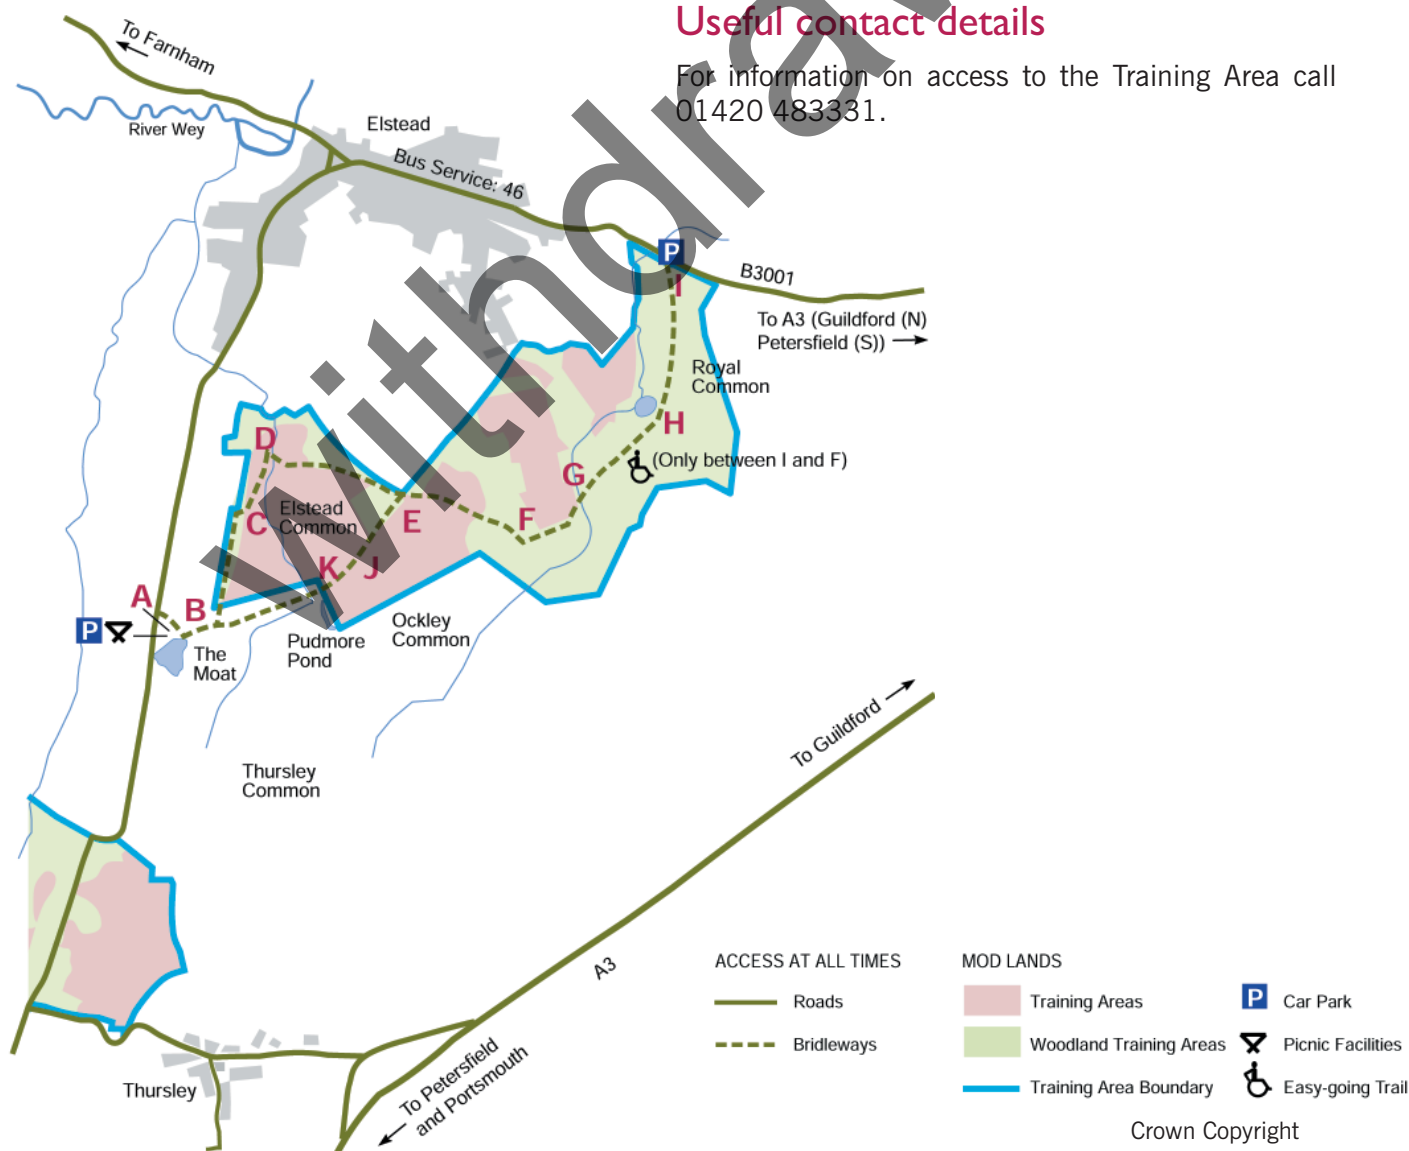 Useful contact details
For information on access to the Training Area call
01420 483331.
To Farnham
River Wey
Elstead
Bus Service: 46
P
I
B3001
To A3 (Guildford (N)
Petersfield (S))
Royal
Common
H
(Only between I and F)
G
F
E
D
C
Elstead
Common
K
J
A
B
P
The
Moat
Pudmore
Pond
Ockley
Common
Thursley
Common
To Guildford
A3
To Petersfield
and Portsmouth
Thursley
ACCESS AT ALL TIMES
Roads
Bridleways
MOD LANDS
Training Areas
Woodland Training Areas
Training Area Boundary
P Car Park
Picnic Facilities
Easy-going Trail
Crown Copyright
Withdraw